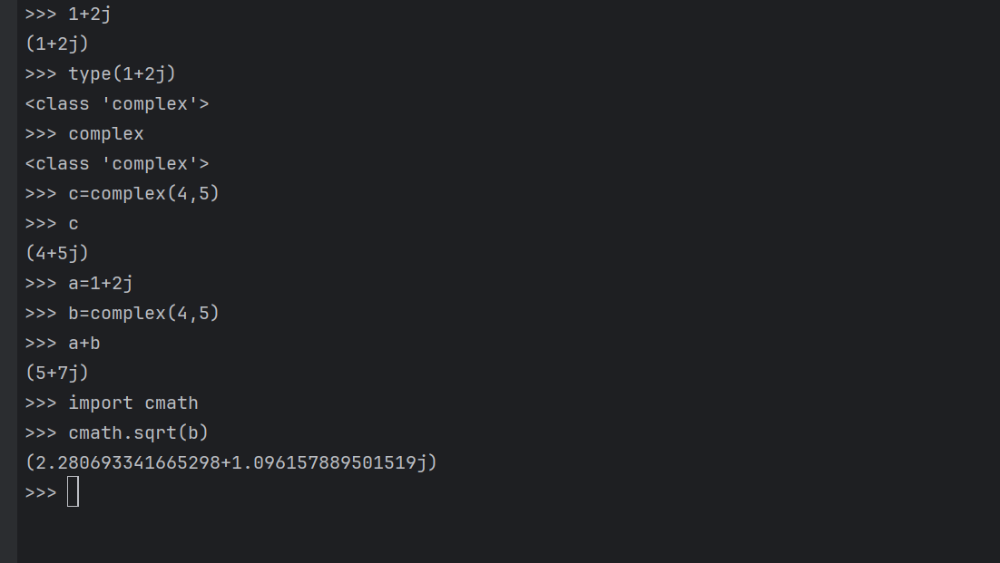 >>> 1+2j
(1+2j)
>>> type(1+2j)
<class 'complex'>
>>> complex
<class 'complex'>
>>> c=complex(4,5)
>>> c
(4+5j)
>>> a=1+2j
>>> b=complex(4,5)
>>> a+b
(5+7j)
>>> import cmath
>>> cmath.sqrt(b)
(2.280693341665298+1.096157889501519j)
>>>